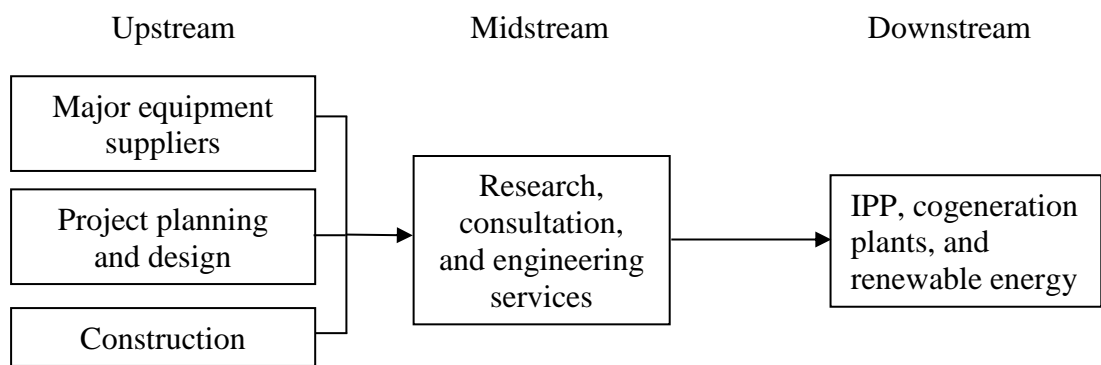 Upstream
Midstream
Downstream
Major equipment
suppliers
Project planning
and design
Construction
Research,
consultation,
and engineering
services
IPP, cogeneration
plants, and
renewable energy